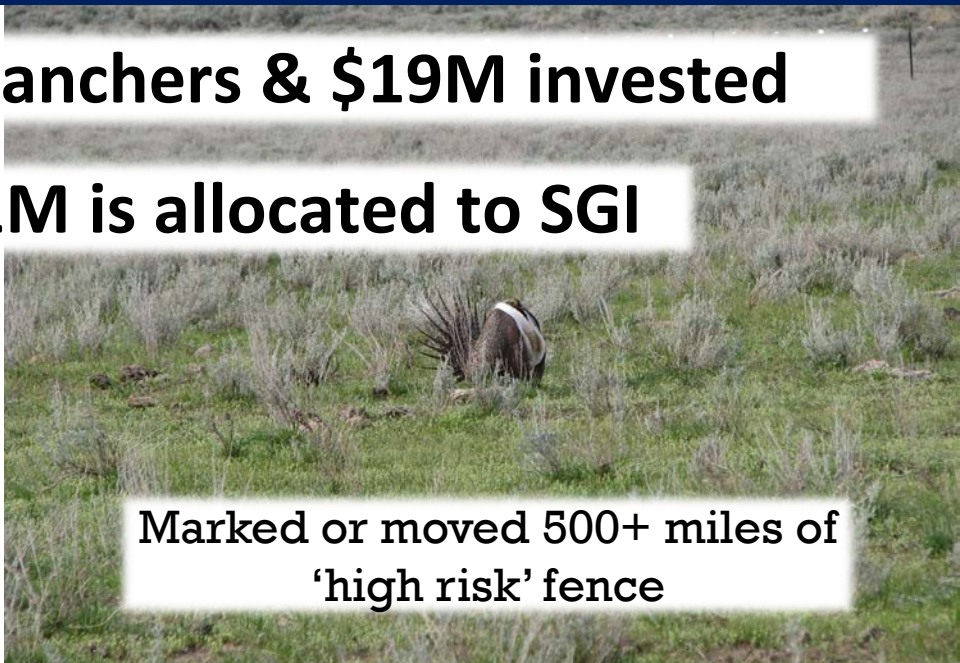 anchers & $19M invested
M is allocated to SGI
Marked or moved 500+ miles of
‘high risk’ fence